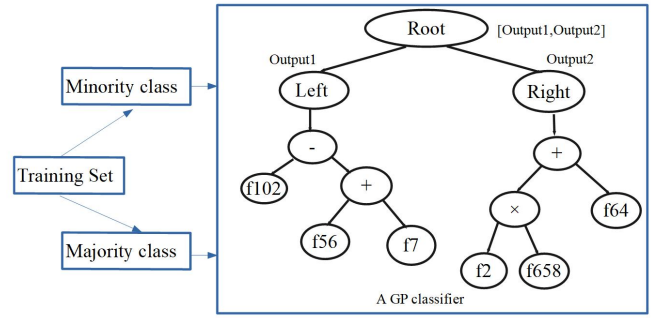 Root
[Output1,Output2]
Output1
Output2
Left
Right
Minority class
-
+
f102
+
Training Set
×
f64
f56
f7
Majority class
f2
f658
A GP classifier